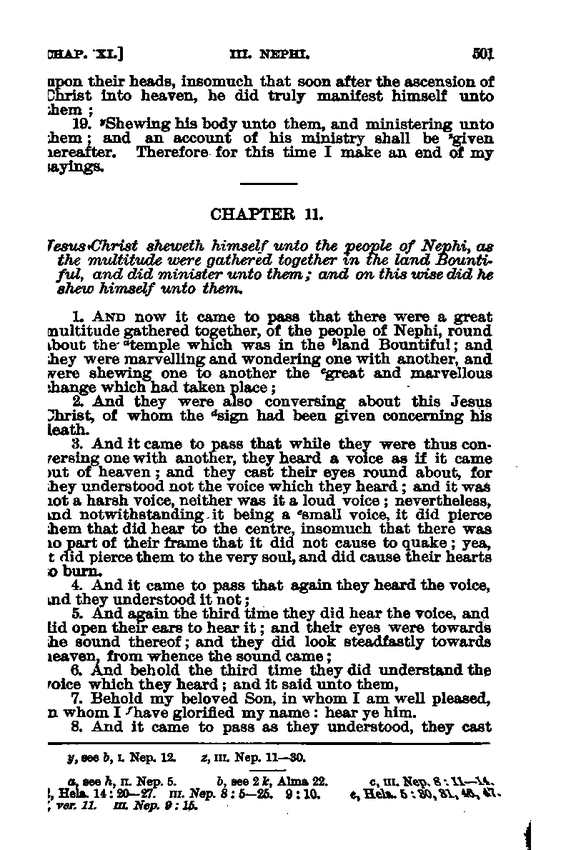 CHAP. XI.] III. NEPHI. 501
upon their heads, insomuch that soon after the ascension of
Christ into heaven, he did truly manifest himself unto
them;
19. ʸShewing his body unto them, and ministering unto
them; and an account of his ministry shall be ᶻgiven
hereafter. Therefore for this time I make an end of my
sayings.
CHAPTER 11.
Jesus Christ sheweth himself unto the people of Nephi, as
the multitude were gathered together in the land Bounti-
ful, and did minister unto them; and on this wise did he
shew himself unto them.
1. AND now it came to pass that there were a great
multitude gathered together, of the people of Nephi, round
about the ᵃtemple which was in the ᵇland Bountiful; and
they were marvelling and wondering one with another, and
were shewing one to another the ᶜgreat and marvellous
change which had taken place;
2. And they were also conversing about this Jesus
Christ, of whom the ᵈsign had been given concerning his
death.
3. And it came to pass that while they were thus con-
versing one with another, they heard a voice as if it came
out of heaven; and they cast their eyes round about, for
they understood not the voice which they heard; and it was
not a harsh voice, neither was it a loud voice; nevertheless,
and notwithstanding it being a ᵉsmall voice, it did pierce
them that did hear to the centre, insomuch that there was
no part of their frame that it did not cause to quake; yea,
it did pierce them to the very soul, and did cause their hearts
to burn.
4. And it came to pass that again they heard the voice,
and they understood it not;
5. And again the third time they did hear the voice, and
did open their ears to hear it; and their eyes were towards
the sound thereof; and they did look steadfastly towards
heaven, from whence the sound came;
6. And behold the third time they did understand the
voice which they heard; and it said unto them,
7. Behold my beloved Son, in whom I am well pleased,
in whom I ᶠhave glorified my name: hear ye him.
8. And it came to pass as they understood, they cast
y, see b, I. Nep. 12. z, III. Nep. 11—30.
a, see h, II. Nep. 5. b, see 2 k, Alma 22. c, III. Nep. 8:11—14.
d, Hela. 14:20—27. III. Nep. 8:5—25. 9:10. e, Hela. 5:30, 31, 46, 47.
f, ver. 11. III. Nep. 9:15.